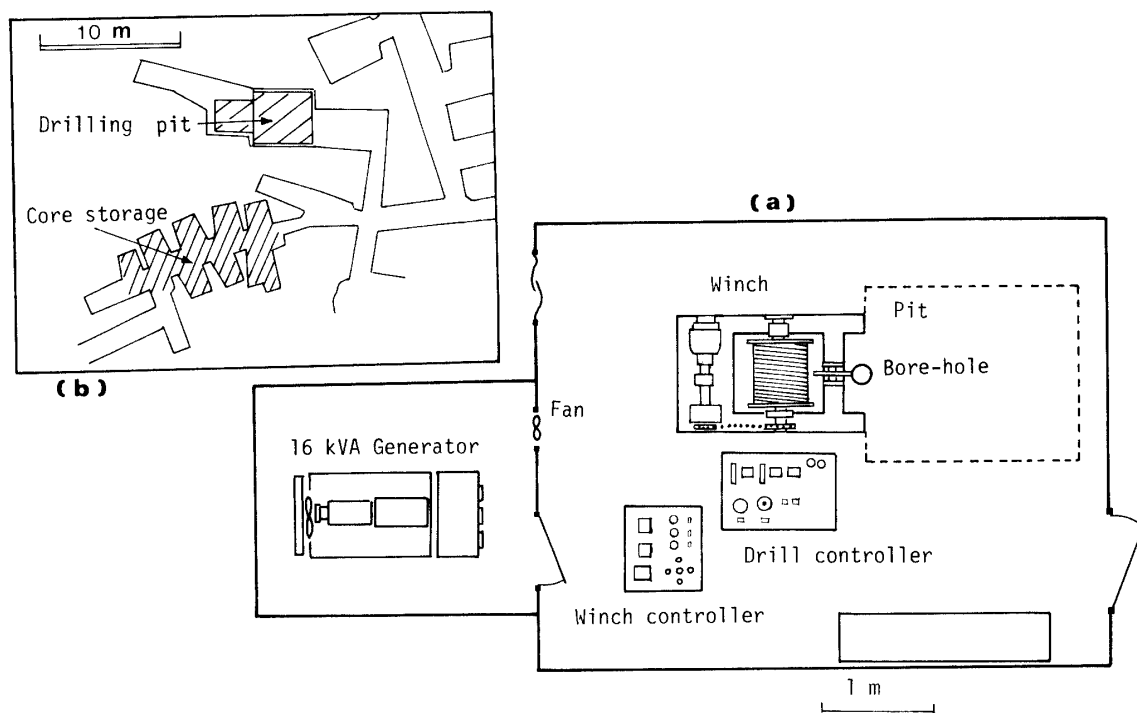 10 m
Drilling pit
Core storage
(b)
(a)
Winch
Pit
Bore-hole
Fan
16 kVA Generator
Drill controller
Winch controller
1 m